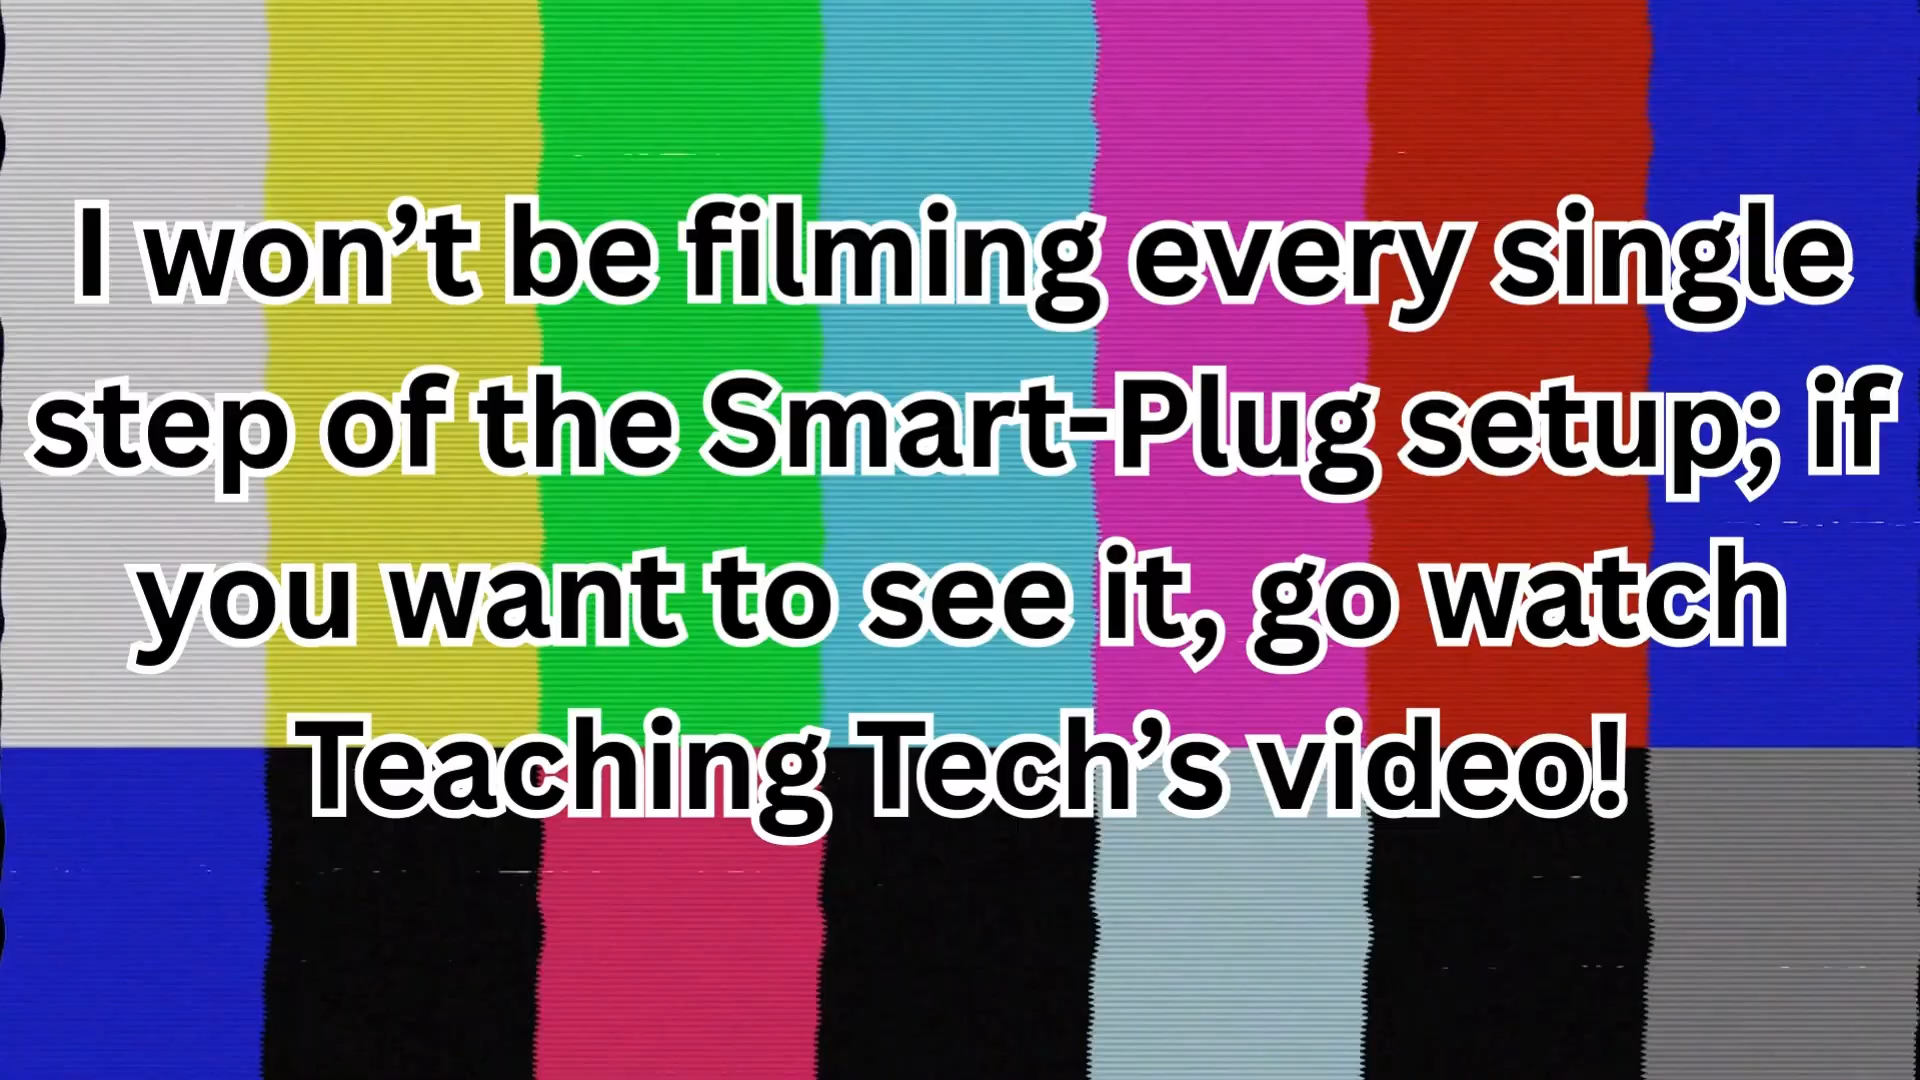 I won’t be filming every single
step of the Smart-Plug setup; if
you want to see it, go watch
Teaching Tech’s video!